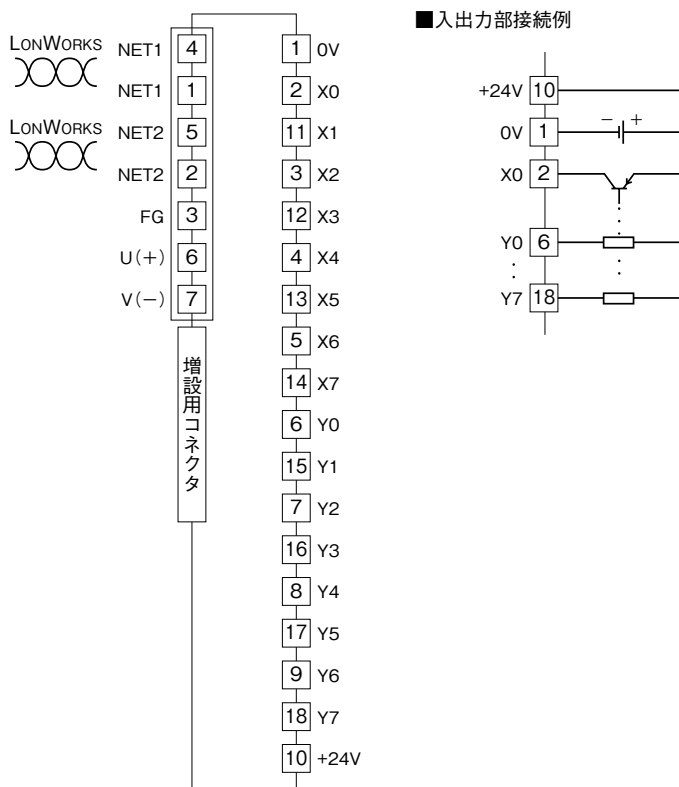 ■入出力部接続例
LONWORKS NET1 4
NET1 1
LONWORKS NET2 5
NET2 2
FG 3
U(+) 6
V(−) 7
増設用コネクタ
1 0V
2 X0
11 X1
3 X2
12 X3
4 X4
13 X5
5 X6
14 X7
6 Y0
15 Y1
7 Y2
16 Y3
8 Y4
17 Y5
9 Y6
18 Y7
10 +24V
+24V 10
0V 1 − +
X0 2
Y0 6
Y7 18